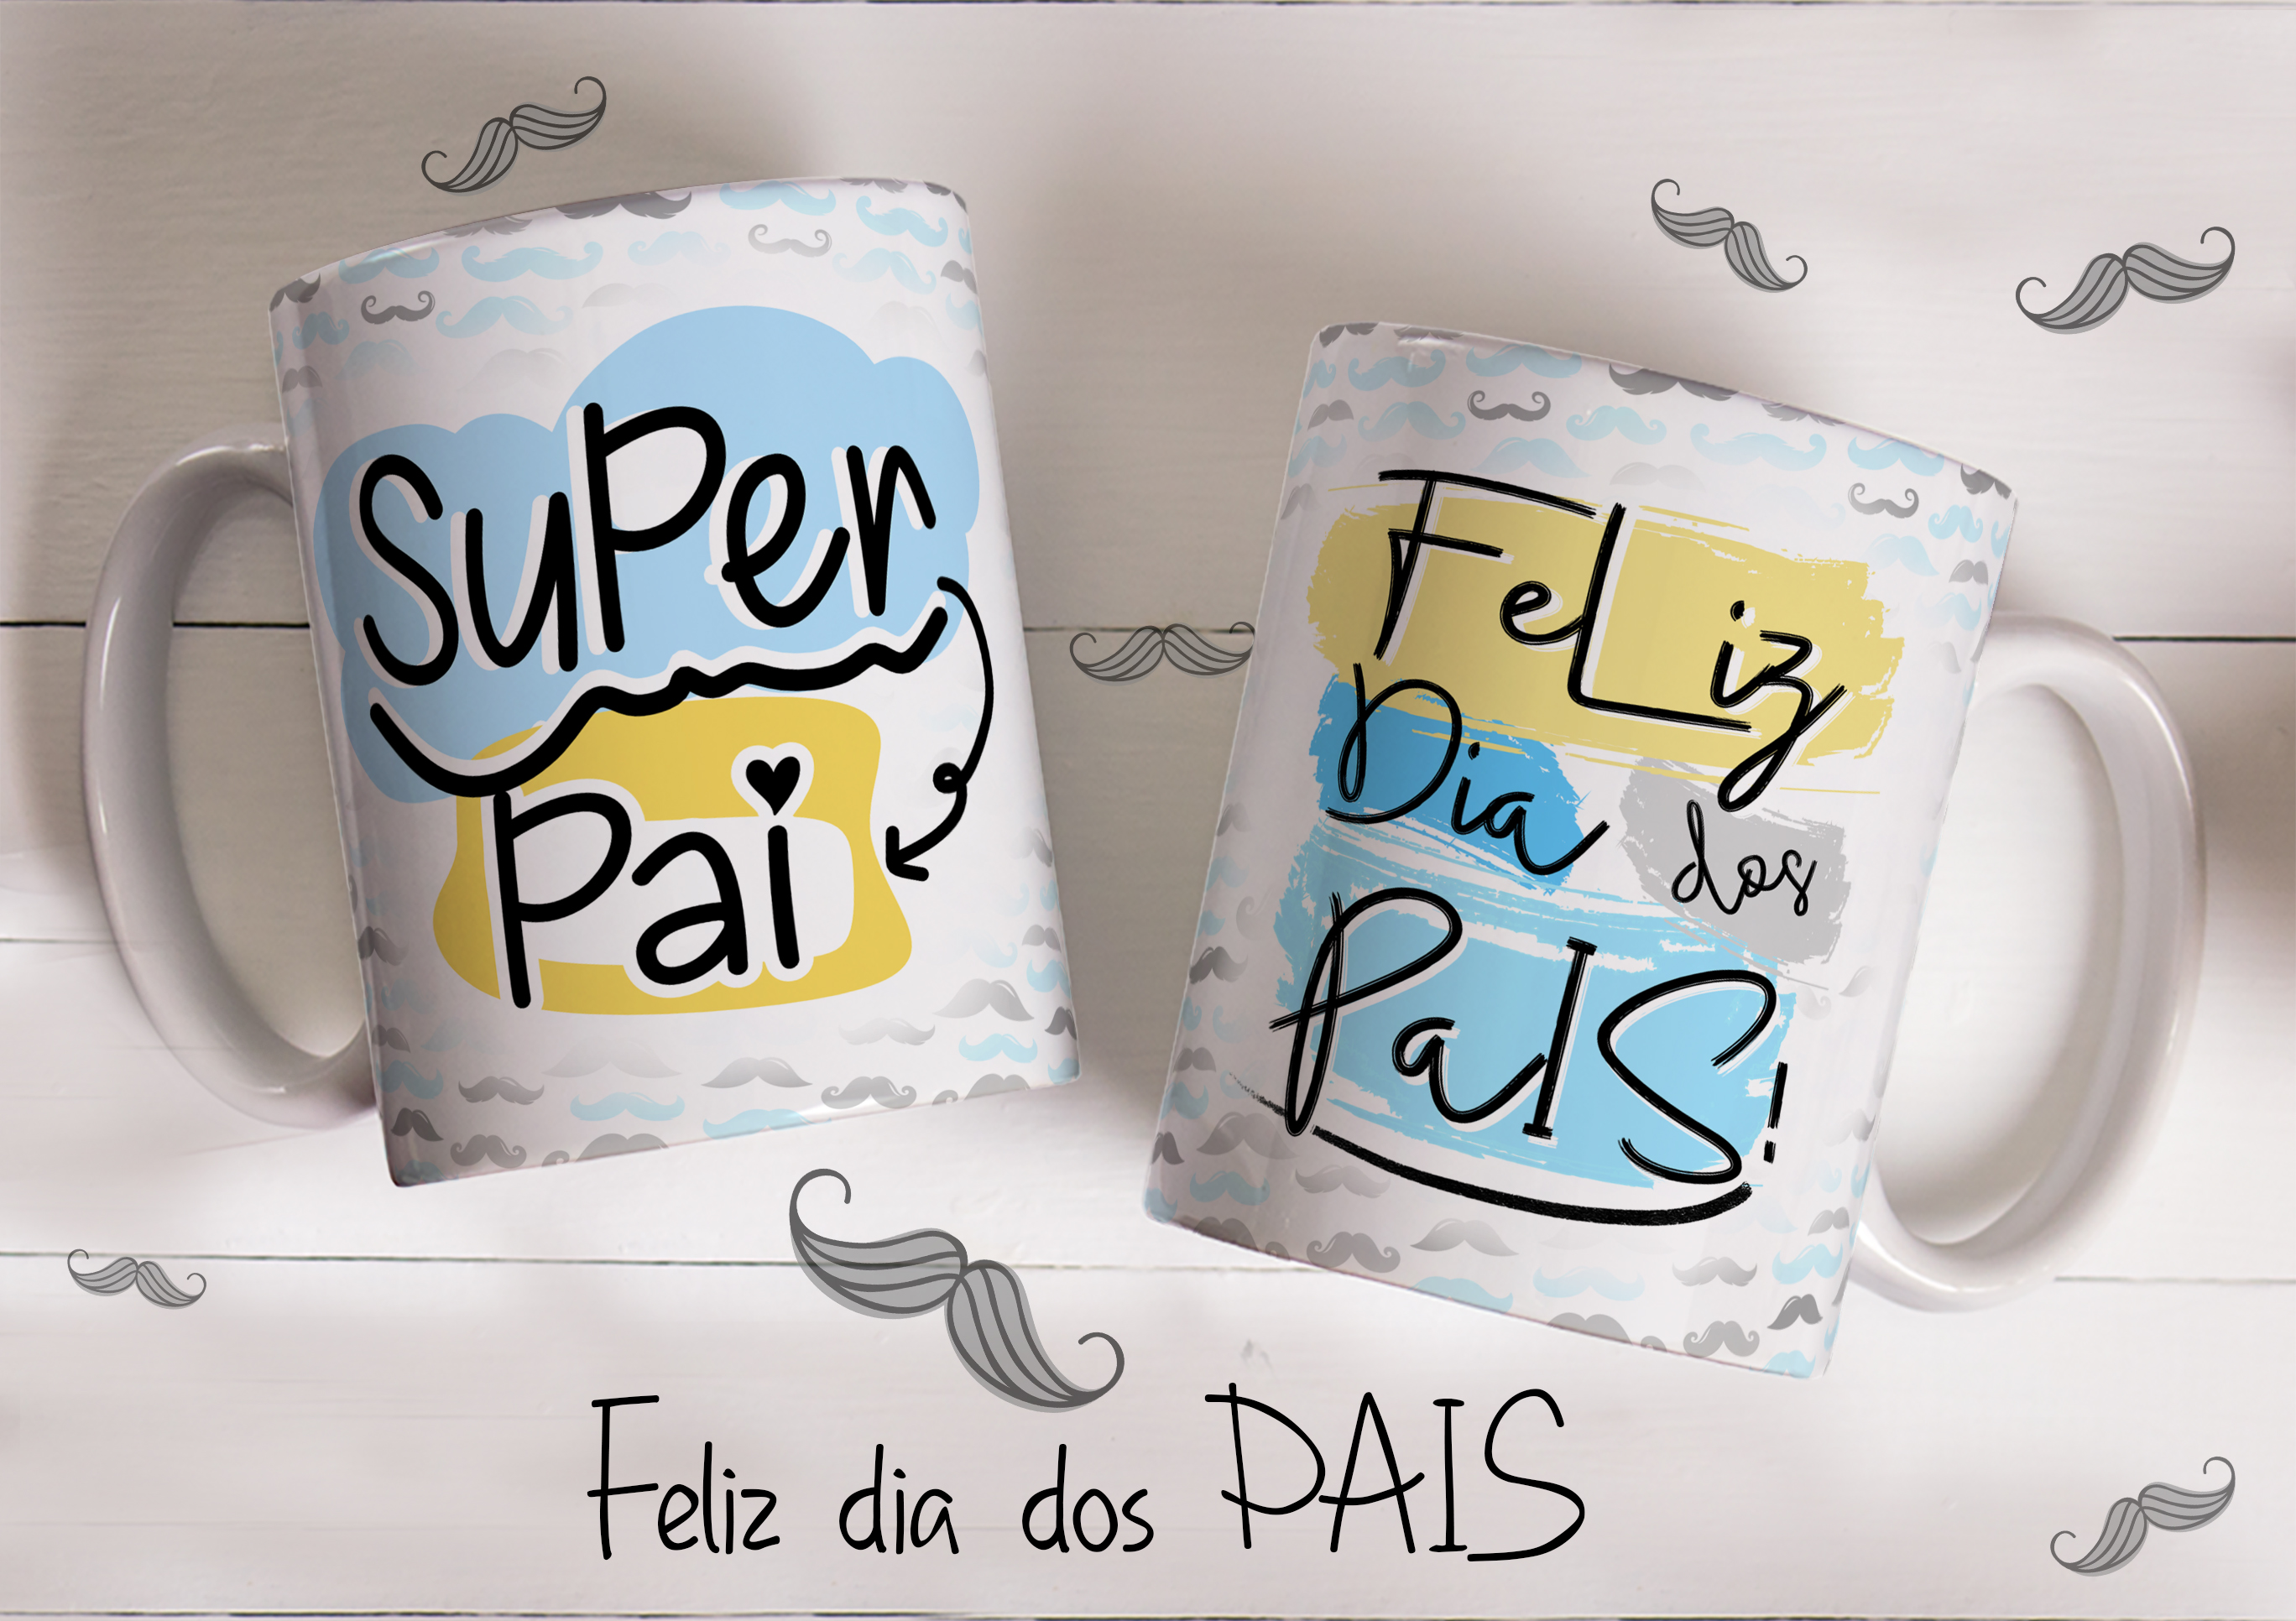 SuPer
Pai
FeLiz
Dia dos
PaIS!
Feliz dia dos PAIS